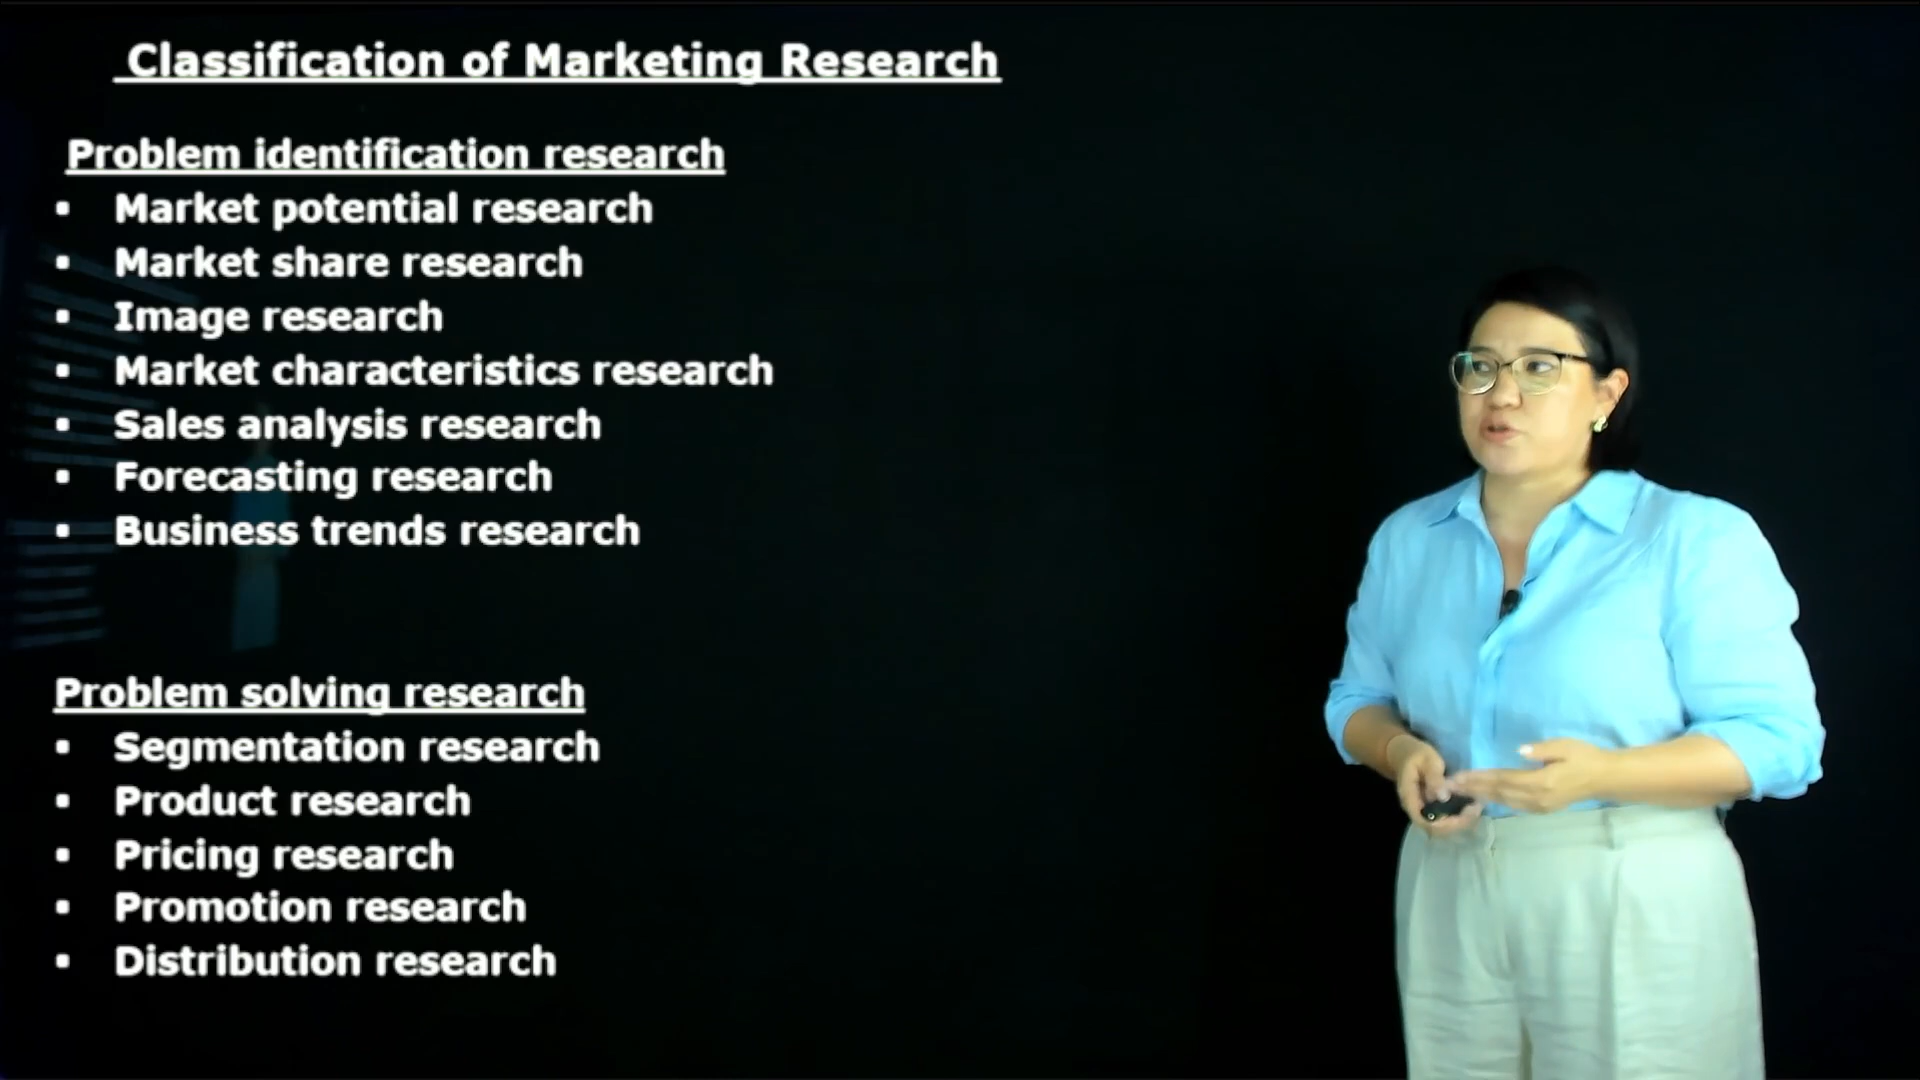 Classification of Marketing Research
Problem identification research
▪ Market potential research
▪ Market share research
▪ Image research
▪ Market characteristics research
▪ Sales analysis research
▪ Forecasting research
▪ Business trends research
Problem solving research
▪ Segmentation research
▪ Product research
▪ Pricing research
▪ Promotion research
▪ Distribution research